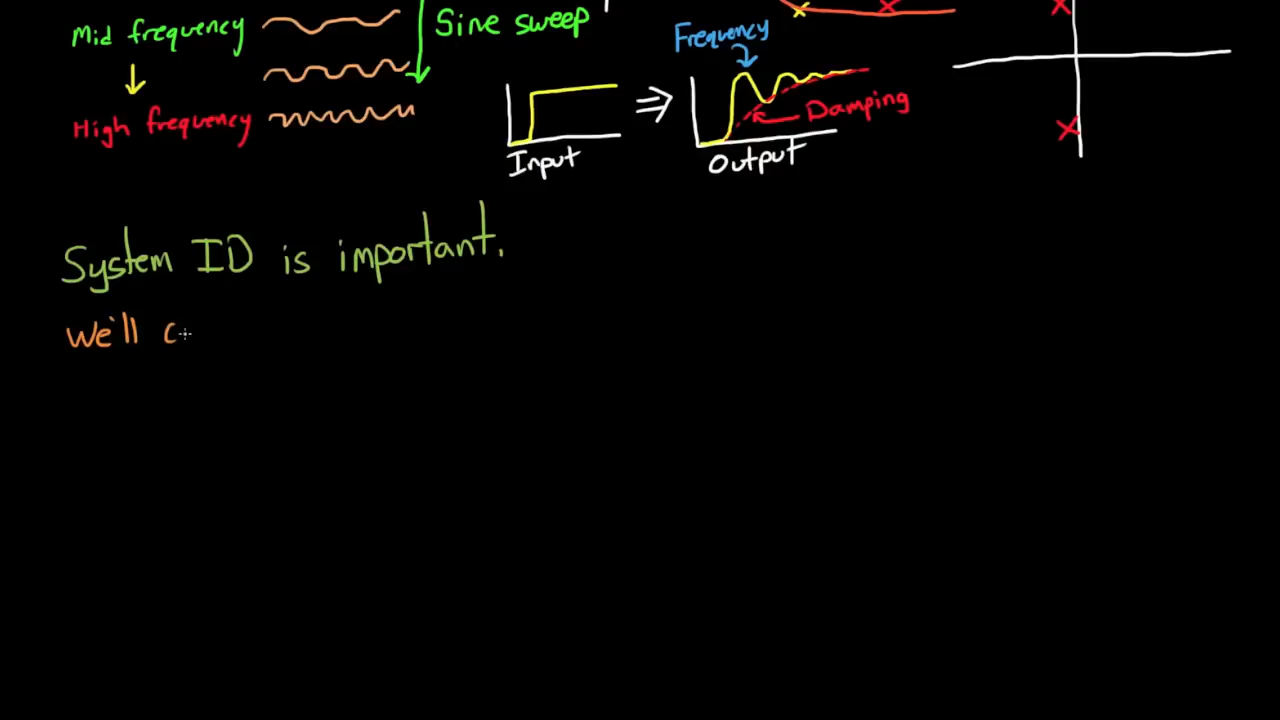 Mid frequency
High frequency
Sine sweep
Input
Frequency
Damping
Output
System ID is important.
We'll c